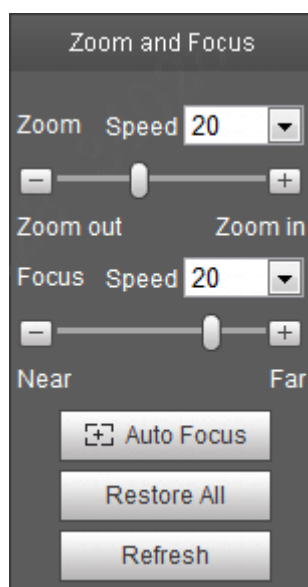 Zoom and Focus
Zoom Speed 20
Zoom out Zoom in
Focus Speed 20
Near Far
Auto Focus
Restore All
Refresh